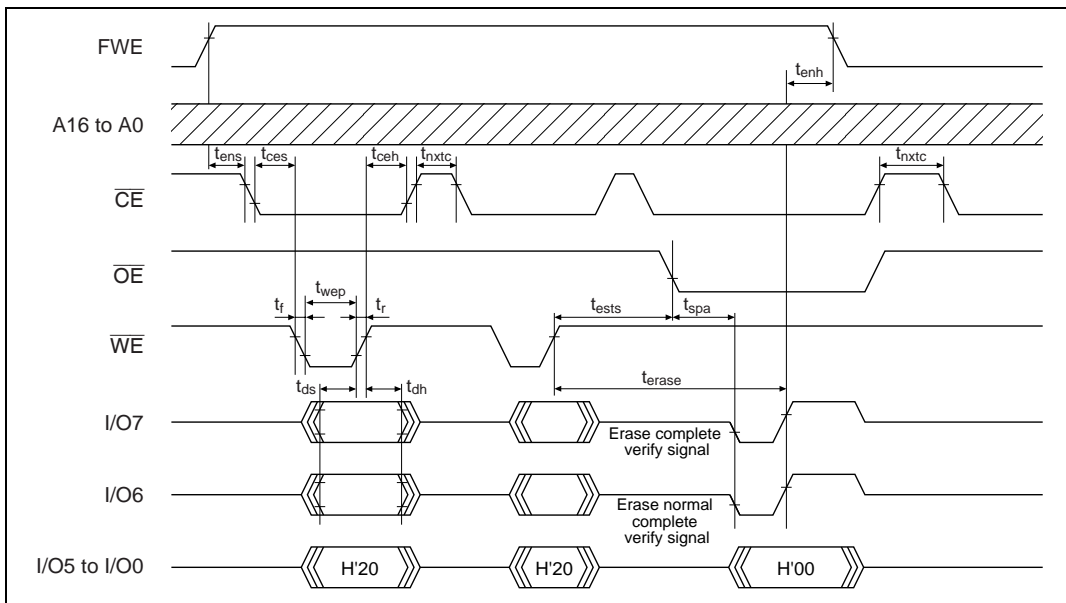 FWE
tenh
A16 to A0
tens
tces
tceh
tnxtc
tnxtc
CE
OE
twep
tf
tr
tests
tspa
WE
terase
tds
tdh
I/O7
Erase complete
verify signal
I/O6
Erase normal
complete
verify signal
I/O5 to I/O0
H'20
H'20
H'00